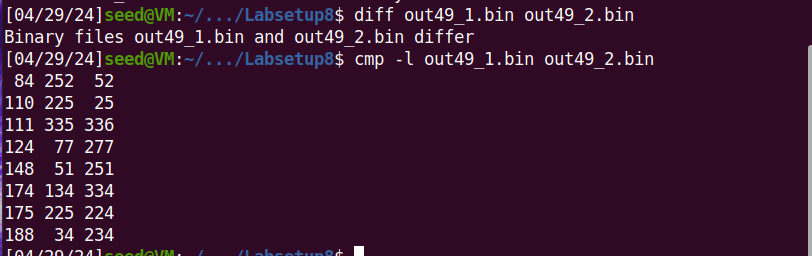 [04/29/24]seed@VM:~/.../Labsetup8$ diff out49_1.bin out49_2.bin
Binary files out49_1.bin and out49_2.bin differ
[04/29/24]seed@VM:~/.../Labsetup8$ cmp -l out49_1.bin out49_2.bin
 84 252  52
110 225  25
111 335 336
124  77 277
148  51 251
174 134 334
175 225 224
188  34 234
[04/29/24]seed@VM:~/.../Labsetup8$